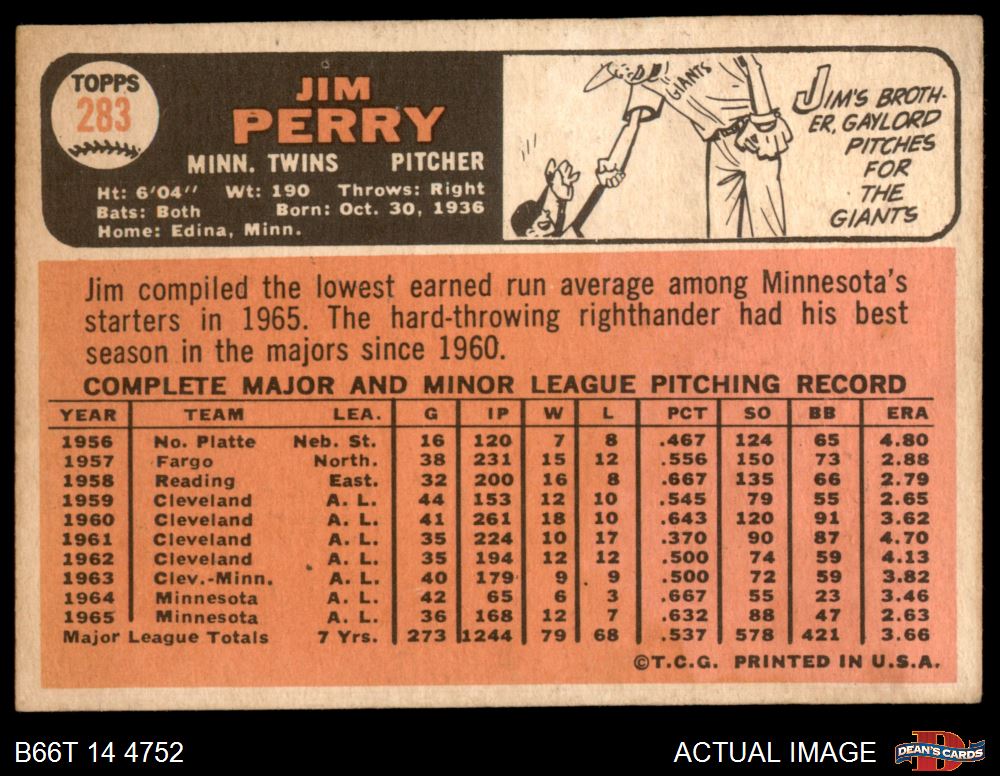 TOPPS
283
JIM
PERRY
MINN. TWINS PITCHER
Ht: 6'04" Wt: 190 Throws: Right
Bats: Both Born: Oct. 30, 1936
Home: Edina, Minn.
GIANTS
JIM'S BROTH-
ER, GAYLORD
PITCHES
FOR
THE
GIANTS
Jim compiled the lowest earned run average among Minnesota's
starters in 1965. The hard-throwing righthander had his best
season in the majors since 1960.
COMPLETE MAJOR AND MINOR LEAGUE PITCHING RECORD
YEAR TEAM LEA. G IP W L PCT SO BB ERA
1956 No. Platte Neb. St. 16 120 7 8 .467 124 65 4.80
1957 Fargo North. 38 231 15 12 .556 150 73 2.88
1958 Reading East. 32 200 16 8 .667 135 66 2.79
1959 Cleveland A. L. 44 153 12 10 .545 79 55 2.65
1960 Cleveland A. L. 41 261 18 10 .643 120 91 3.62
1961 Cleveland A. L. 35 224 10 17 .370 90 87 4.70
1962 Cleveland A. L. 35 194 12 12 .500 74 59 4.13
1963 Clev.-Minn. A. L. 40 179 9 9 .500 72 59 3.82
1964 Minnesota A. L. 42 65 6 3 .667 55 23 3.46
1965 Minnesota A. L. 36 168 12 7 .632 88 47 2.63
Major League Totals 7 Yrs. 273 1244 79 68 .537 578 421 3.66
©T.C.G. PRINTED IN U.S.A.
B66T 14 4752 ACTUAL IMAGE DEAN'S CARDS